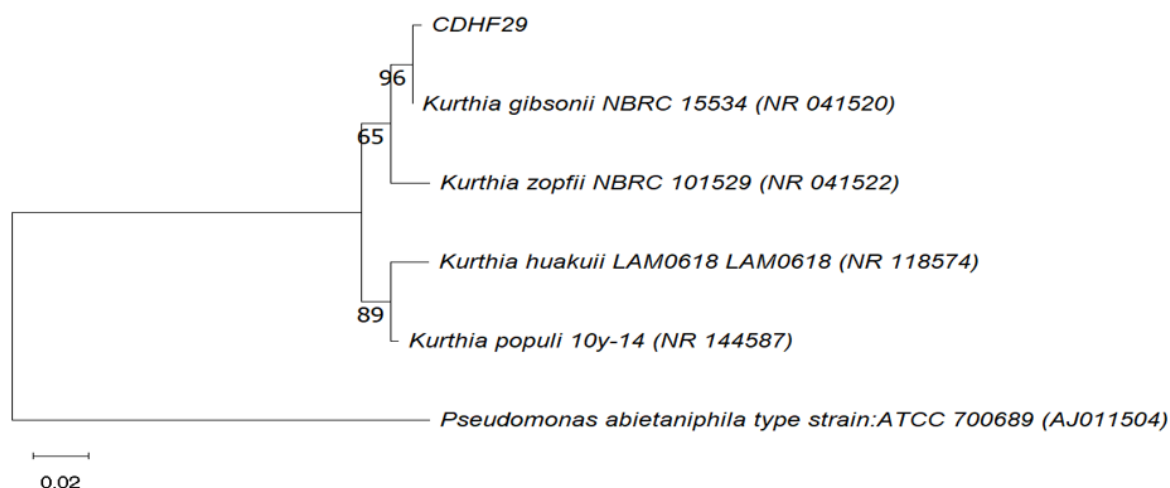 CDHF29
96
Kurthia gibsonii NBRC 15534 (NR 041520)
65
Kurthia zopfii NBRC 101529 (NR 041522)
Kurthia huakuii LAM0618 LAM0618 (NR 118574)
89
Kurthia populi 10y-14 (NR 144587)
Pseudomonas abietaniphila type strain:ATCC 700689 (AJ011504)
0.02